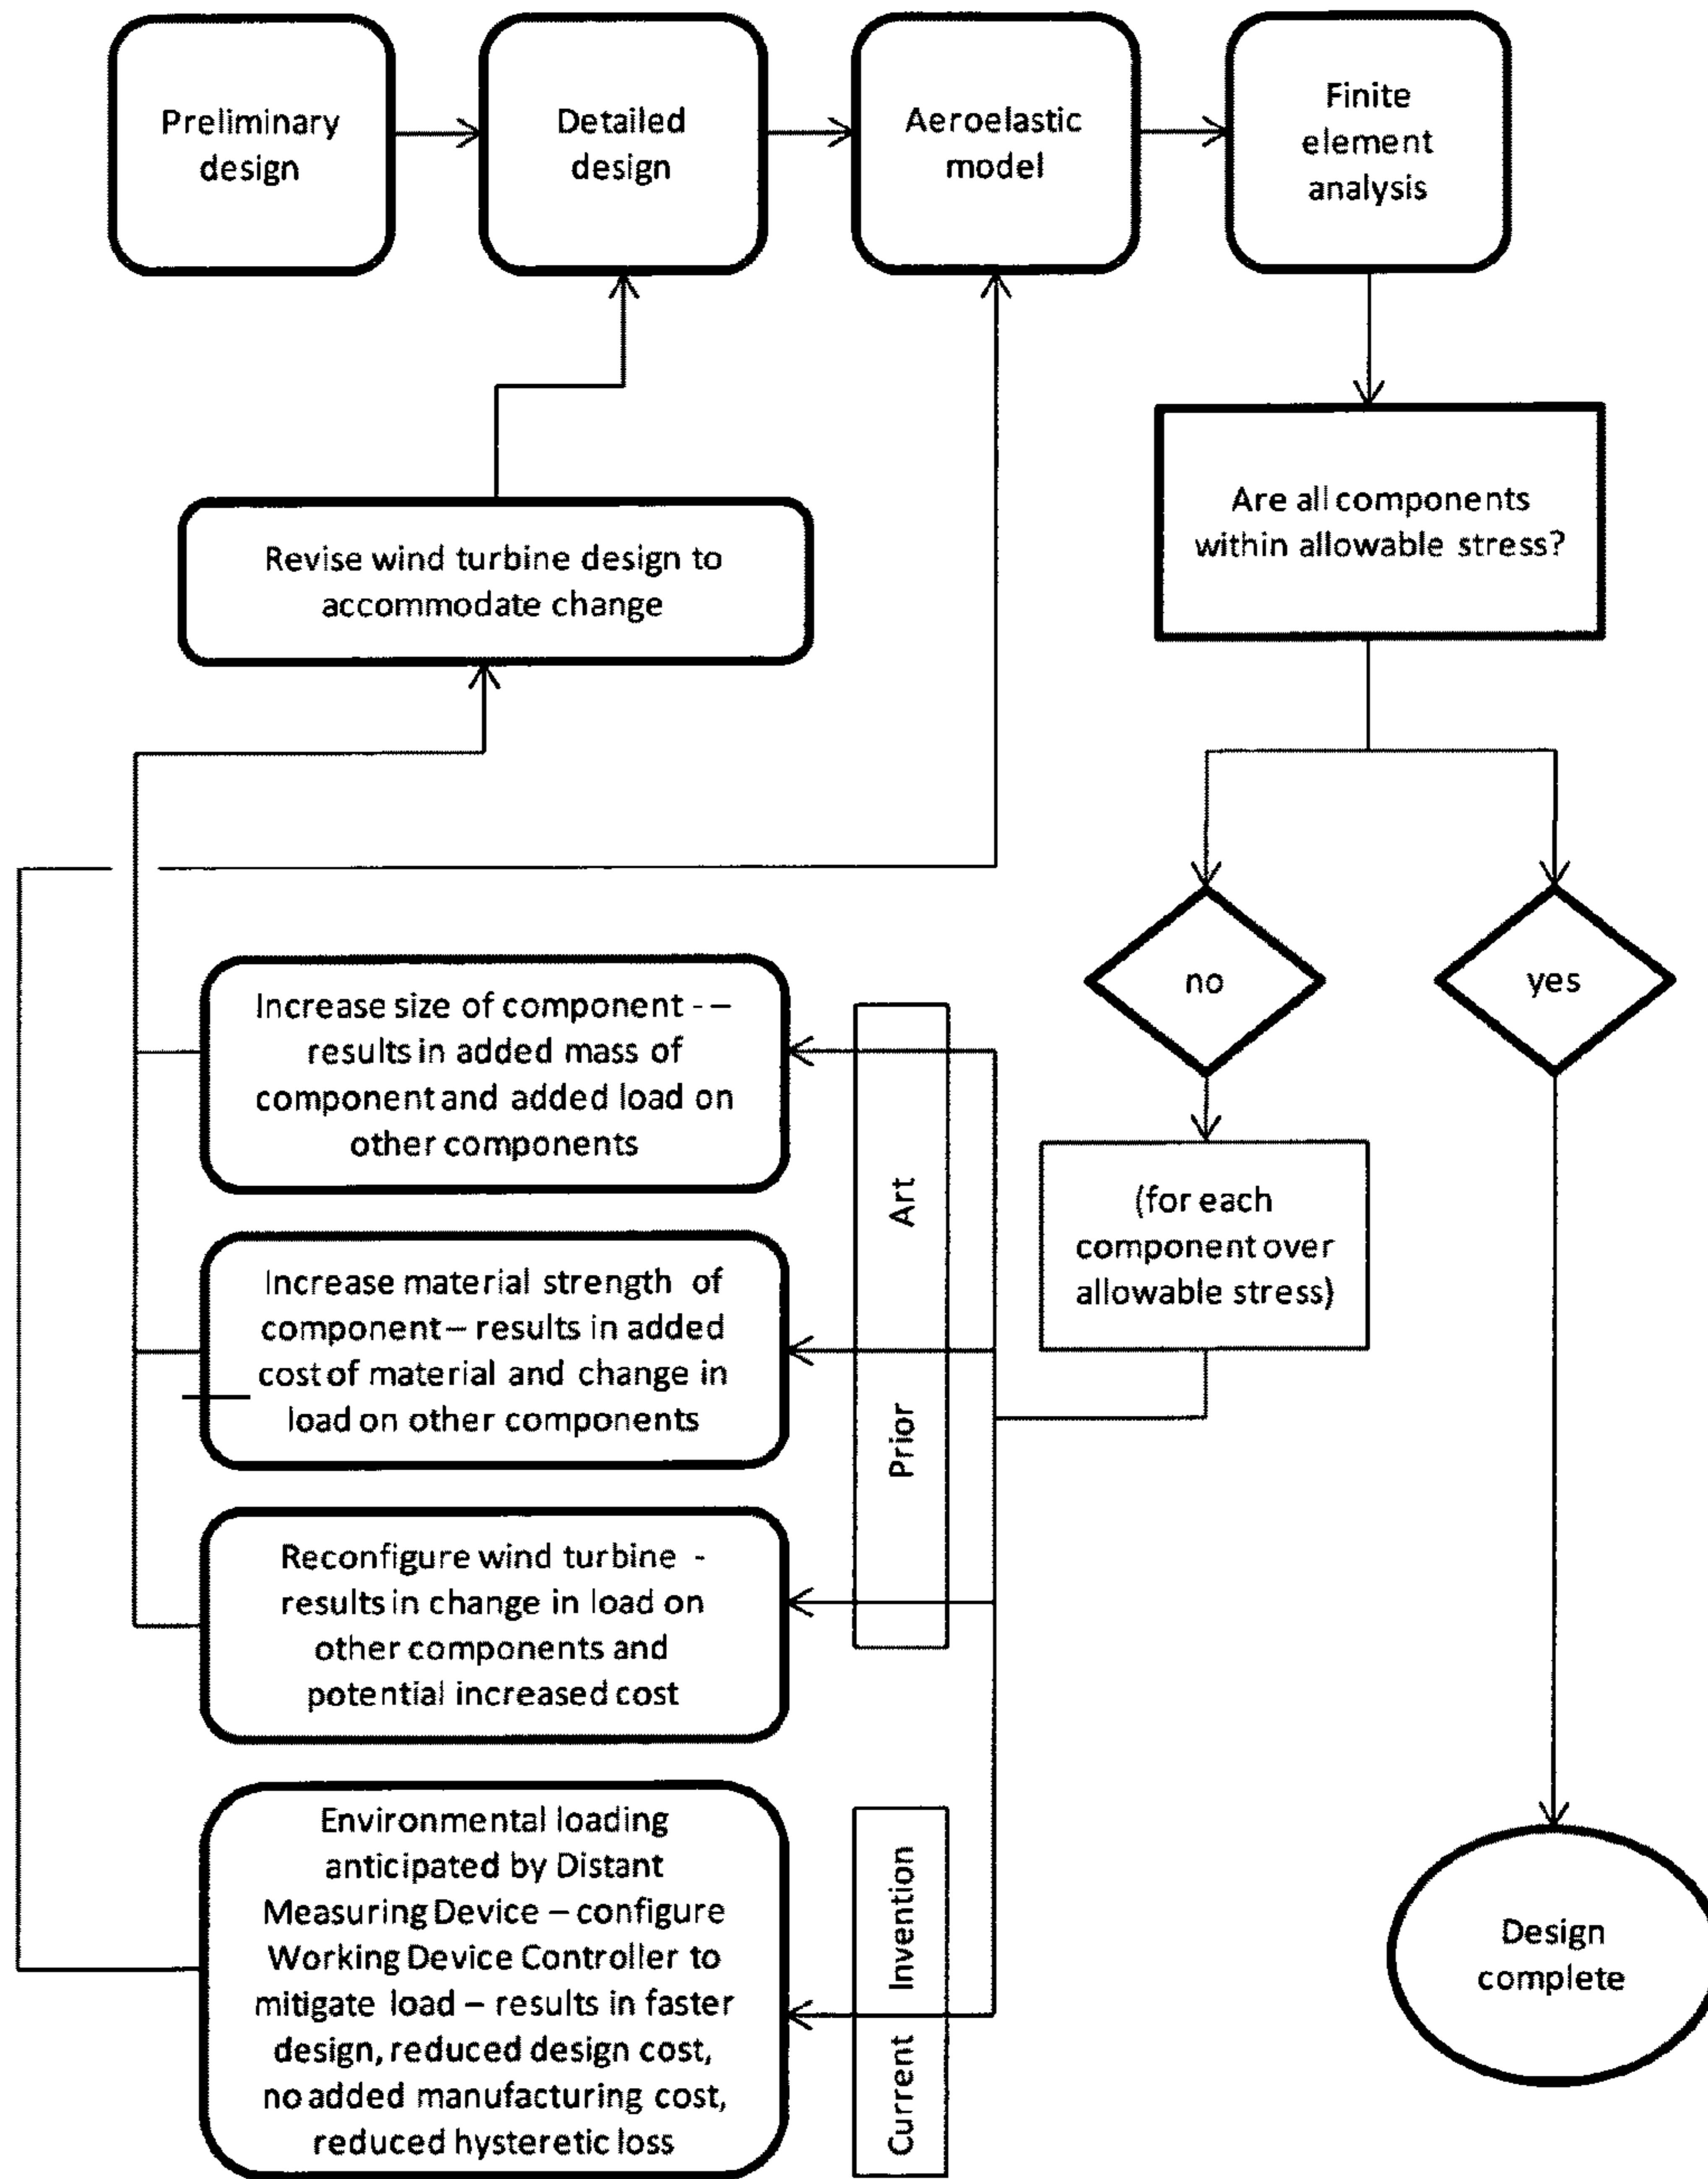 Preliminary
design
Detailed
design
Aeroelastic
model
Finite
element
analysis
Are all components
within allowable stress?
Revise wind turbine design to
accommodate change
no
yes
Increase size of component - –
results in added mass of
component and added load on
other components
Increase material strength of
component – results in added
cost of material and change in
load on other components
Reconfigure wind turbine -
results in change in load on
other components and
potential increased cost
Environmental loading
anticipated by Distant
Measuring Device – configure
Working Device Controller to
mitigate load – results in faster
design, reduced design cost,
no added manufacturing cost,
reduced hysteretic loss
Prior Art
Current Invention
(for each
component over
allowable stress)
Design
complete